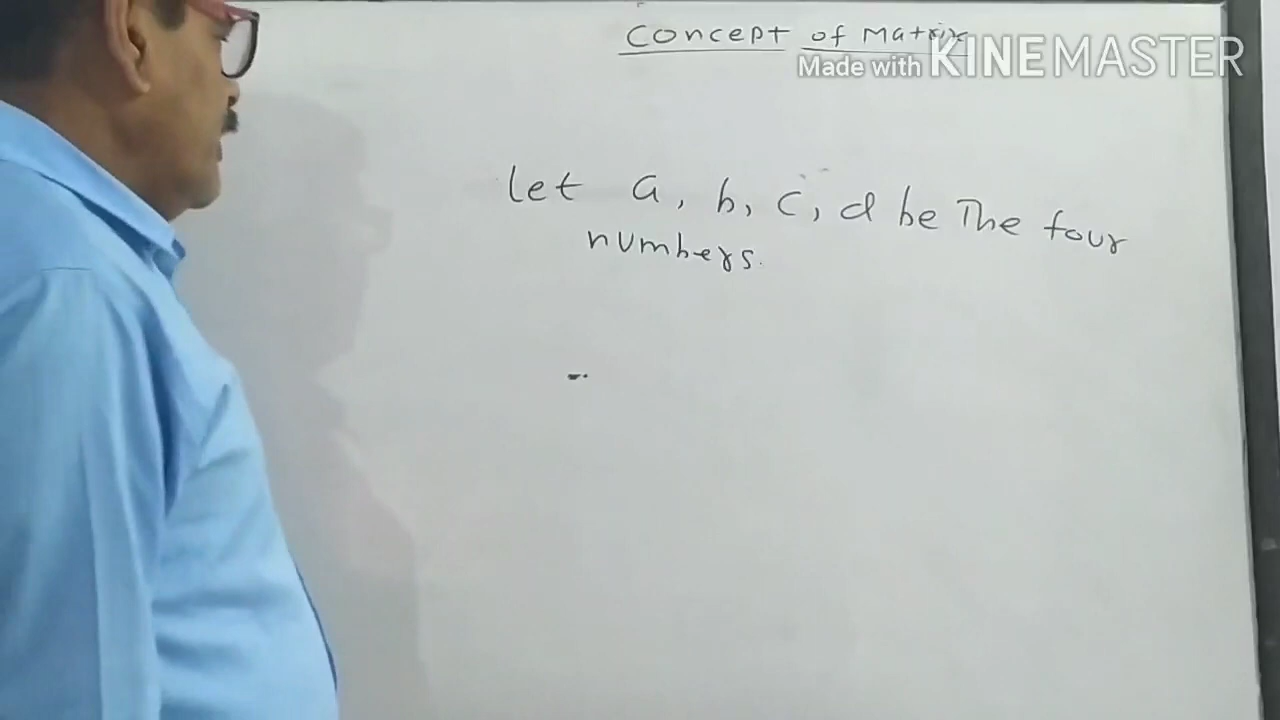 Concept of Matrix
Made with KINEMASTER
Let a, b, c, d be The four
numbers.